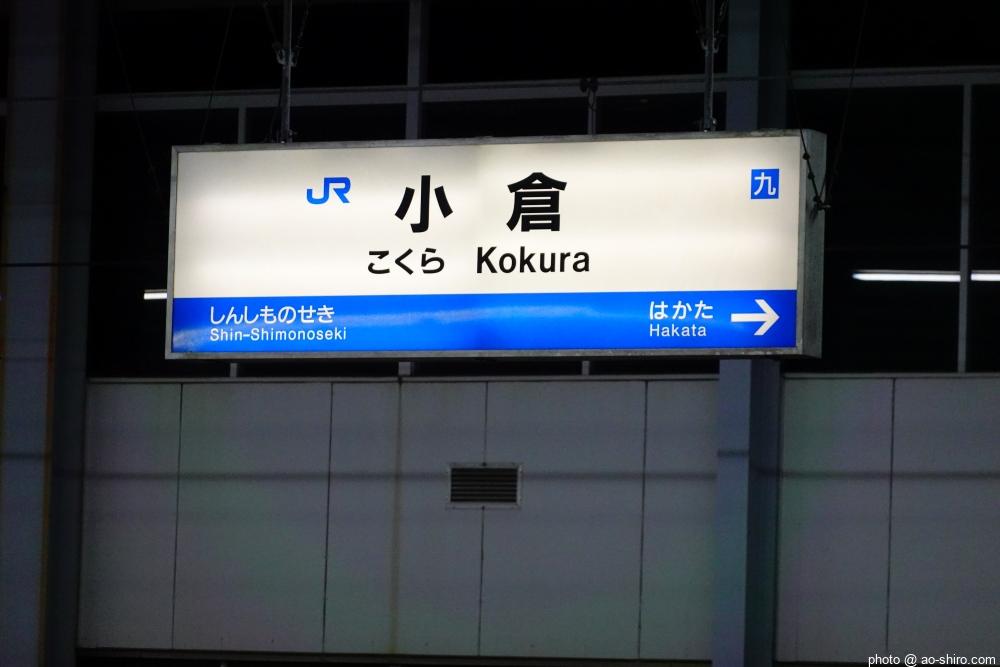 JR 小倉 九
こくら Kokura
しんしものせき はかた →
Shin-Shimonoseki Hakata
photo @ ao-shiro.com